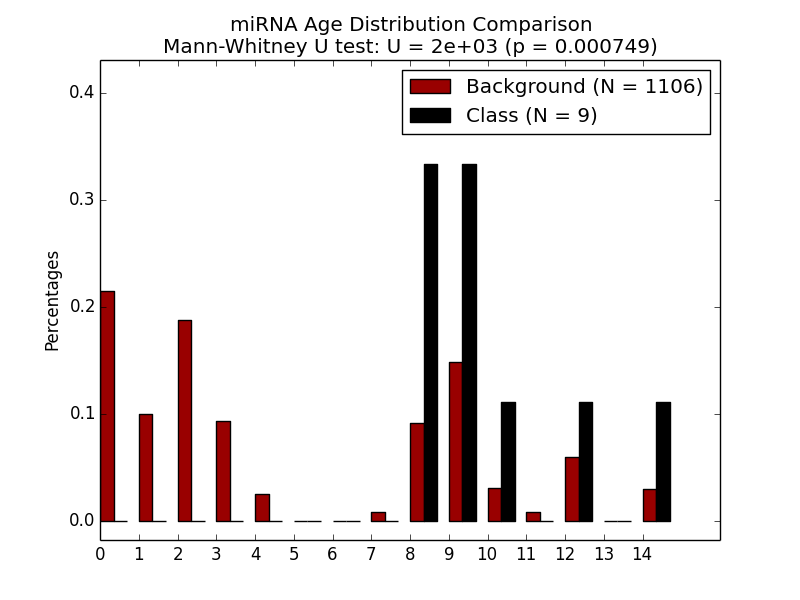 miRNA Age Distribution Comparison
Mann-Whitney U test: U = 2e+03 (p = 0.000749)
Background (N = 1106)
Class (N = 9)
Percentages
0.4
0.3
0.2
0.1
0.0
0 1 2 3 4 5 6 7 8 9 10 11 12 13 14